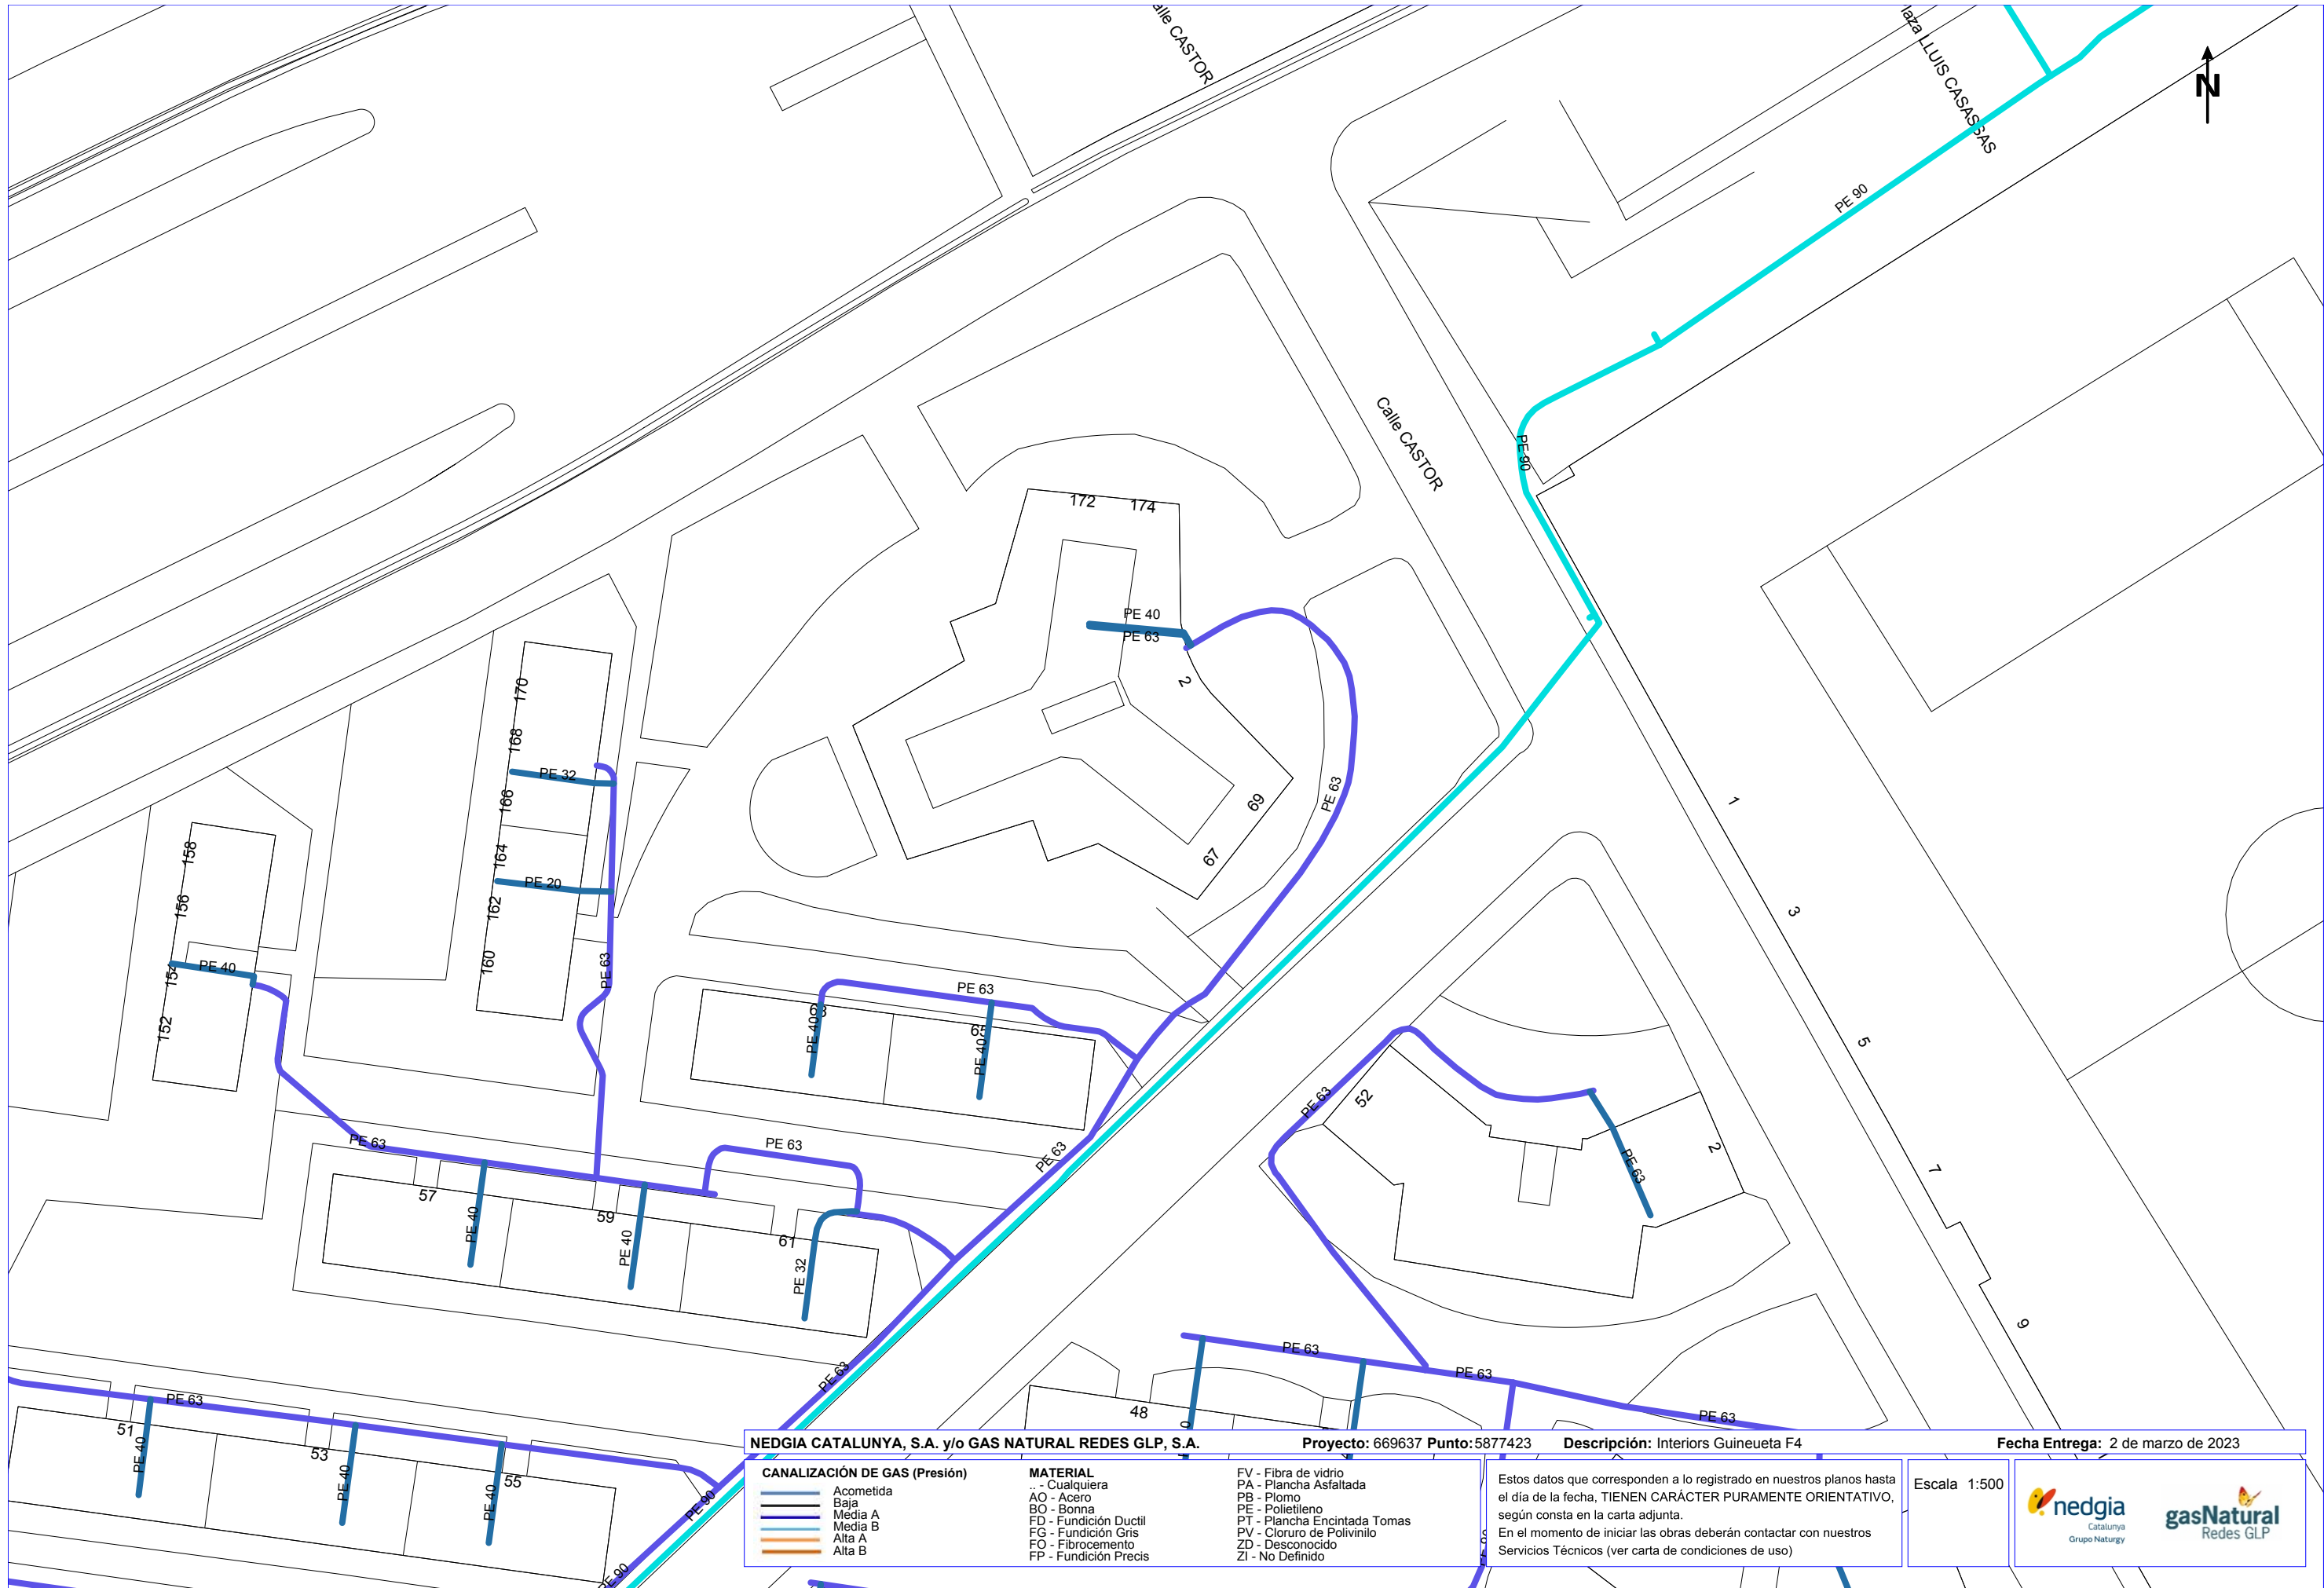 Calle CASTOR
laza LLUIS CASASSAS
N
PE 90
Calle CASTOR
PE 90
172
174
PE 40
PE 63
2
170
168
PE 32
166
164
PE 20
162
160
PE 63
158
156
PE 40
154
152
69
67
PE 63
1
3
5
7
9
PE 63
63
PE 40
65
PE 40
PE 63
52
2
PE 63
PE 63
PE 63
PE 63
57
PE 40
59
PE 40
61
PE 32
PE 63
PE 63
PE 63
PE 63
48
PE 63
51
PE 40
53
PE 40
55
PE 40
PE 90
PE 90
NEDGIA CATALUNYA, S.A. y/o GAS NATURAL REDES GLP, S.A.
Proyecto: 669637 Punto:5877423
Descripción: Interiors Guineueta F4
Fecha Entrega: 2 de marzo de 2023
CANALIZACIÓN DE GAS (Presión)
Acometida
Baja
Media A
Media B
Alta A
Alta B
MATERIAL
.. - Cualquiera
AO - Acero
BO - Bonna
FD - Fundición Ductil
FG - Fundición Gris
FO - Fibrocemento
FP - Fundición Precis
FV - Fibra de vidrio
PA - Plancha Asfaltada
PB - Plomo
PE - Polietileno
PT - Plancha Encintada Tomas
PV - Cloruro de Polivinilo
ZD - Desconocido
ZI - No Definido
Estos datos que corresponden a lo registrado en nuestros planos hasta
el día de la fecha, TIENEN CARÁCTER PURAMENTE ORIENTATIVO,
según consta en la carta adjunta.
En el momento de iniciar las obras deberán contactar con nuestros
Servicios Técnicos (ver carta de condiciones de uso)
Escala 1:500
nedgia
Catalunya
Grupo Naturgy
gasNatural
Redes GLP